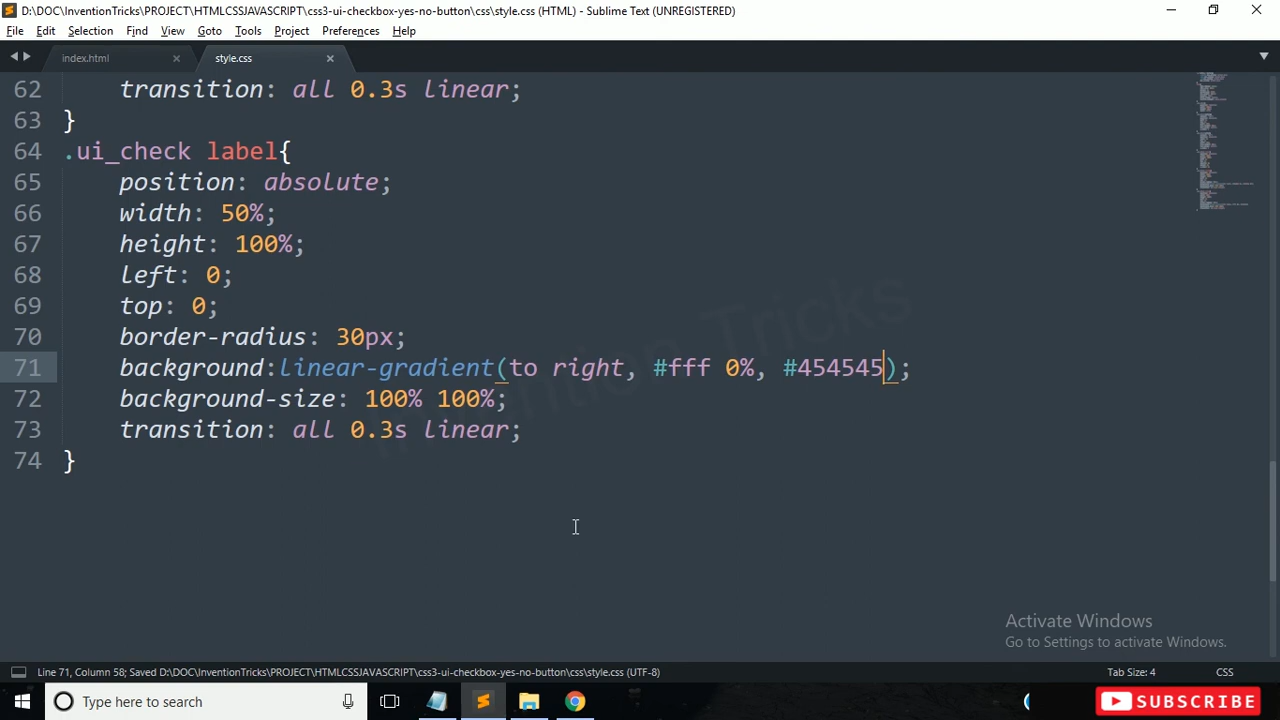 D:\DOC\InventionTricks\PROJECT\HTMLCSSJAVASCRIPT\css3-ui-checkbox-yes-no-button\css\style.css (HTML) - Sublime Text (UNREGISTERED)
File Edit Selection Find View Goto Tools Project Preferences Help
index.html style.css
62 transition: all 0.3s linear;
63 }
64 .ui_check label{
65 position: absolute;
66 width: 50%;
67 height: 100%;
68 left: 0;
69 top: 0;
70 border-radius: 30px;
71 background:linear-gradient(to right, #fff 0%, #454545);
72 background-size: 100% 100%;
73 transition: all 0.3s linear;
74 }
Invention Tricks
Activate Windows
Go to Settings to activate Windows.
Line 71, Column 58; Saved D:\DOC\InventionTricks\PROJECT\HTMLCSSJAVASCRIPT\css3-ui-checkbox-yes-no-button\css\style.css (UTF-8) Tab Size: 4 CSS
Type here to search SUBSCRIBE